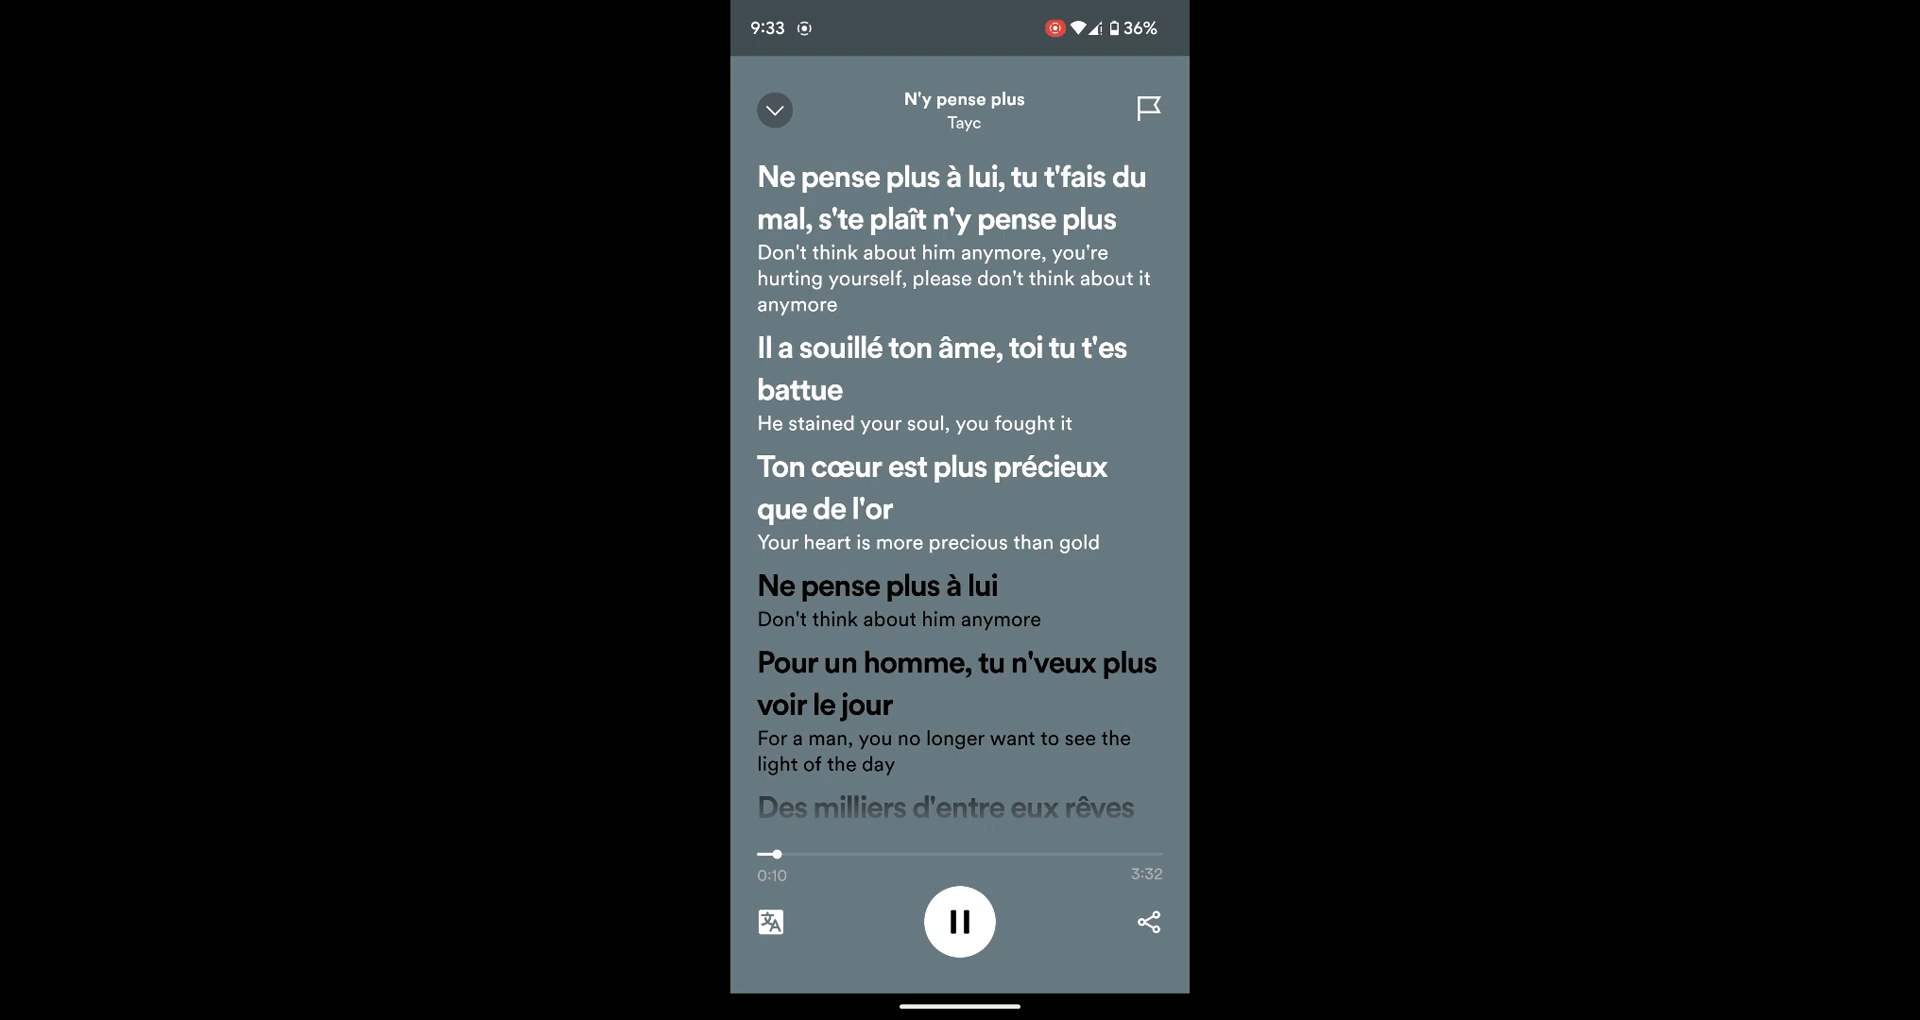 9:33
36%
N'y pense plus
Tayc
Ne pense plus à lui, tu t'fais du
mal, s'te plaît n'y pense plus
Don't think about him anymore, you're
hurting yourself, please don't think about it
anymore
Il a souillé ton âme, toi tu t'es
battue
He stained your soul, you fought it
Ton cœur est plus précieux
que de l'or
Your heart is more precious than gold
Ne pense plus à lui
Don't think about him anymore
Pour un homme, tu n'veux plus
voir le jour
For a man, you no longer want to see the
light of the day
Des milliers d'entre eux rêves
0:10
3:32